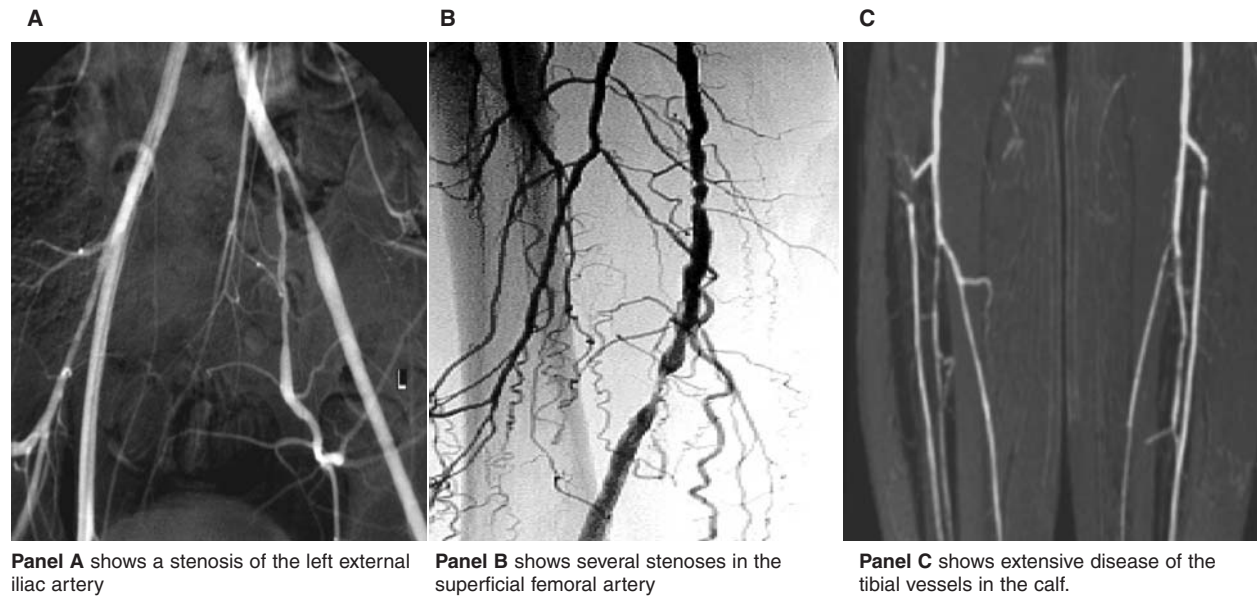 A
B
C
Panel A shows a stenosis of the left external
iliac artery
Panel B shows several stenoses in the
superficial femoral artery
Panel C shows extensive disease of the
tibial vessels in the calf.